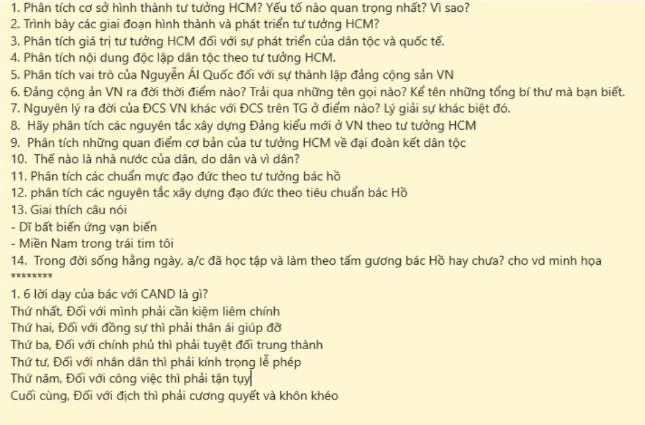 1. Phân tích cơ sở hình thành tư tưởng HCM? Yếu tố nào quan trọng nhất? Vì sao?
2. Trình bày các giai đoạn hình thành và phát triển tư tưởng HCM?
3. Phân tích giá trị tư tưởng HCM đối với sự phát triển của dân tộc và quốc tế.
4. Phân tích nội dung độc lập dân tộc theo tư tưởng HCM.
5. Phân tích vai trò của Nguyễn ÁI Quốc đối với sự thành lập đảng cộng sản VN
6. Đảng cộng ản VN ra đời thời điểm nào? Trải qua những tên gọi nào? Kể tên những tổng bí thư mà bạn biết.
7. Nguyên lý ra đời của ĐCS VN khác với ĐCS trên TG ở điểm nào? Lý giải sự khác biệt đó.
8. Hãy phân tích các nguyên tắc xây dựng Đảng kiểu mới ở VN theo tư tưởng HCM
9. Phân tích những quan điểm cơ bản của tư tưởng HCM về đại đoàn kết dân tộc
10. Thế nào là nhà nước của dân, do dân và vì dân?
11. Phân tích các chuẩn mực đạo đức theo tư tưởng bác hồ
12. phân tích các nguyên tắc xây dựng đạo đức theo tiêu chuẩn bác Hồ
13. Giai thích câu nói
- Dĩ bất biến ứng vạn biến
- Miền Nam trong trái tim tôi
14. Trong đời sống hằng ngày, a/c đã học tập và làm theo tấm gương bác Hồ hay chưa? cho vd minh họa
********
1. 6 lời dạy của bác với CAND là gì?
Thứ nhất, Đối với mình phải cần kiệm liêm chính
Thứ hai, Đối với đồng sự thì phải thân ái giúp đỡ
Thứ ba, Đối với chính phủ thì phải tuyệt đối trung thành
Thứ tư, Đối với nhân dân thì phải kính trọng lễ phép
Thứ năm, Đối với công việc thì phải tận tụy
Cuối cùng, Đối với địch thì phải cương quyết và khôn khéo